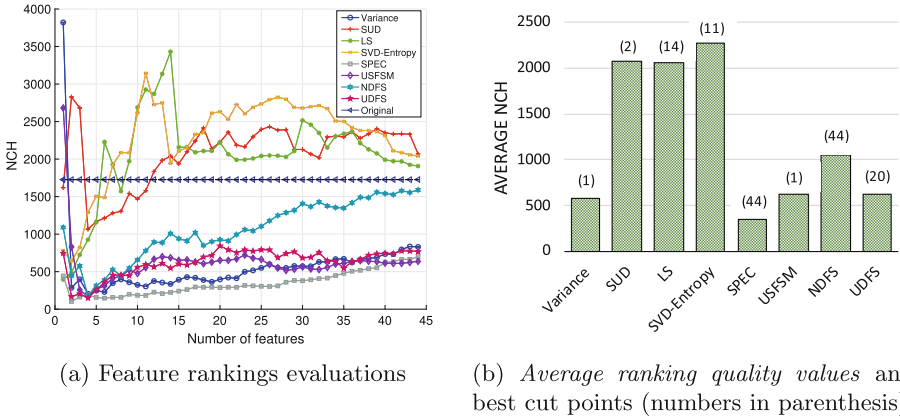 4000
3500
3000
2500
2000
1500
1000
500
0
NCH
0
5
10
15
20
25
30
35
40
45
Number of features
Variance
SUD
LS
SVD-Entropy
SPEC
USFSM
NDFS
UDFS
Original
(a) Feature rankings evaluations
2500
2000
1500
1000
500
0
AVERAGE NCH
(1)
(2)
(14)
(11)
(44)
(1)
(44)
(20)
Variance
SUD
LS
SVD-Entropy
SPEC
USFSM
NDFS
UDFS
(b) Average ranking quality values an
best cut points (numbers in parenthesis)